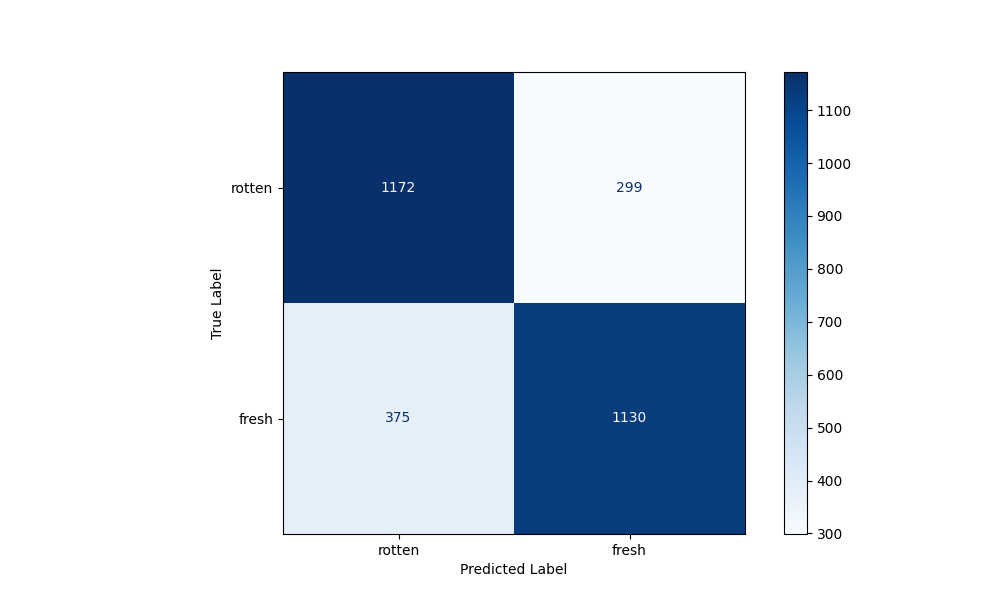 1172
299
375
1130
rotten
fresh
True Label
rotten
fresh
Predicted Label
1100
1000
900
800
700
600
500
400
300